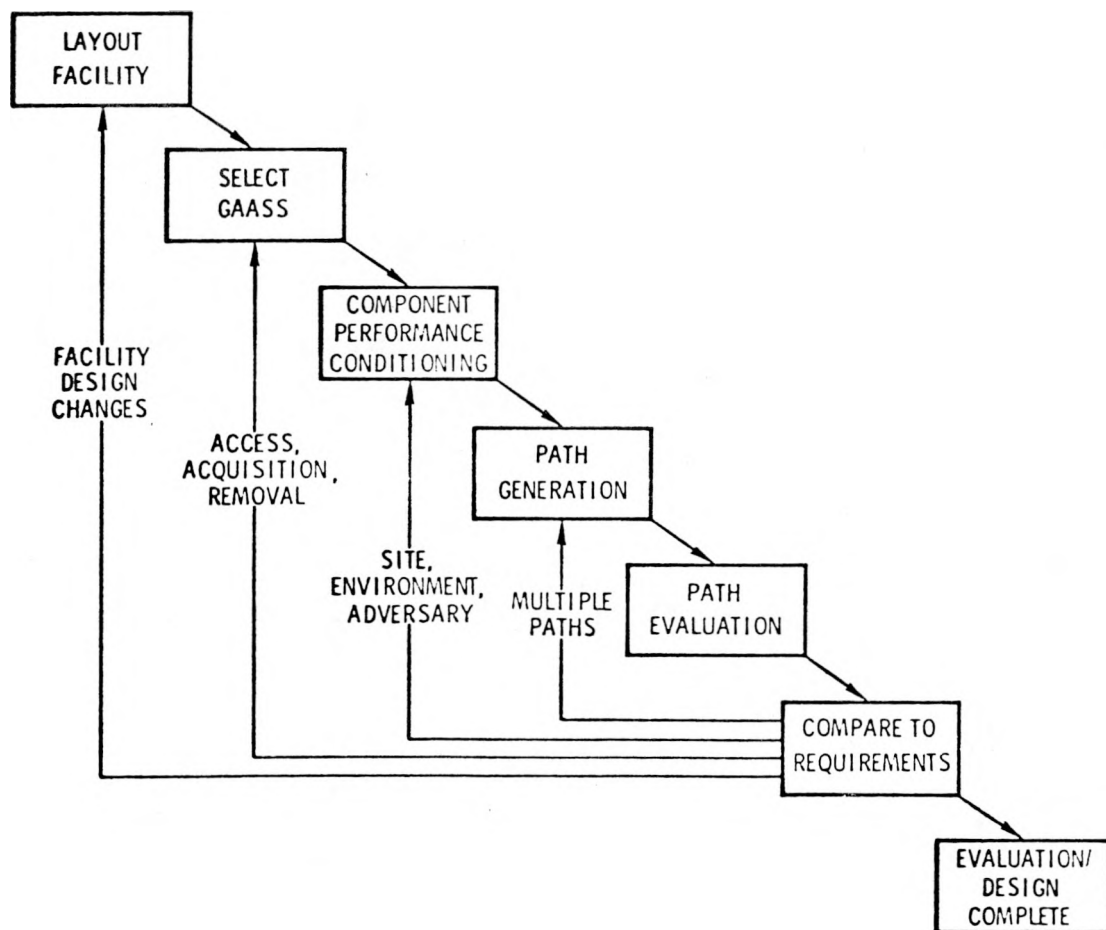 LAYOUT
FACILITY
SELECT
GAASS
COMPONENT
PERFORMANCE
CONDITIONING
FACILITY
DESIGN
CHANGES
ACCESS,
ACQUISITION,
REMOVAL
PATH
GENERATION
SITE,
ENVIRONMENT,
ADVERSARY
MULTIPLE
PATHS
PATH
EVALUATION
COMPARE TO
REQUIREMENTS
EVALUATION/
DESIGN
COMPLETE